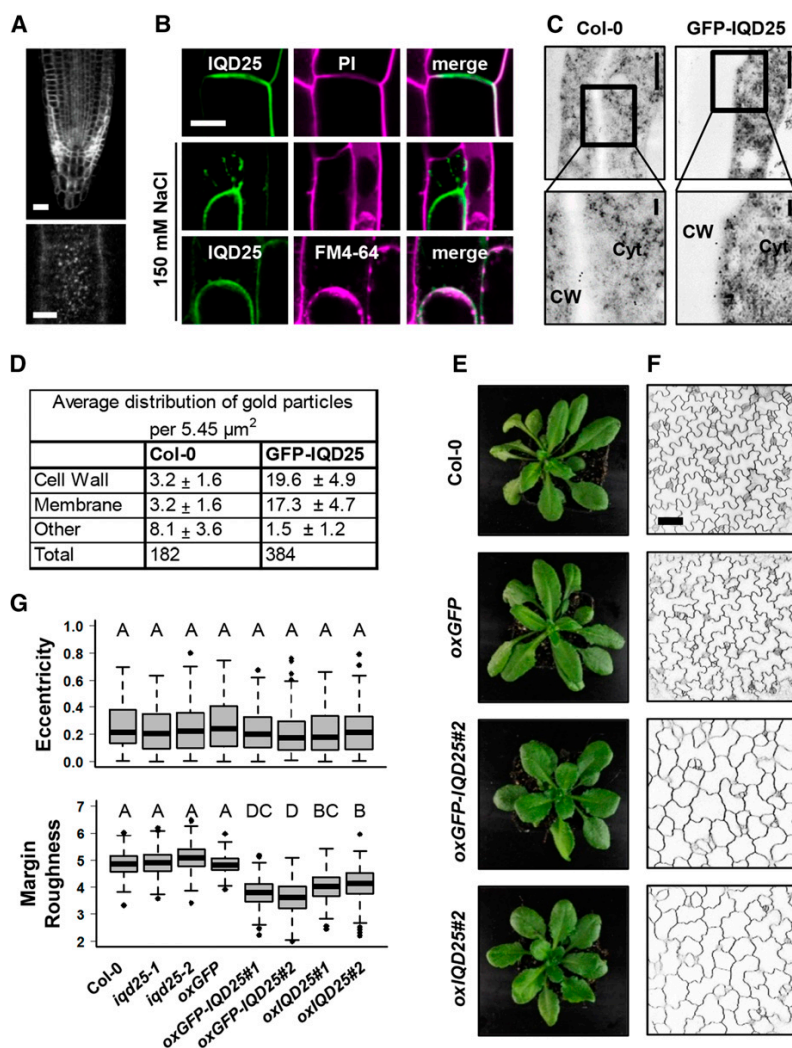 A
B
IQD25 PI merge
150 mM NaCl
IQD25 FM4-64 merge
C
Col-0 GFP-IQD25
CW Cyt.
CW Cyt.
D
Average distribution of gold particles
per 5.45 µm²
Col-0 GFP-IQD25
Cell Wall 3.2 ± 1.6 19.6 ± 4.9
Membrane 3.2 ± 1.6 17.3 ± 4.7
Other 8.1 ± 3.6 1.5 ± 1.2
Total 182 384
E
F
Col-0
oxGFP
oxGFP-IQD25#2
oxIQD25#2
G
Eccentricity
1.0
0.8
0.6
0.4
0.2
0.0
A A A A A A A A
Margin
Roughness
7
6
5
4
3
2
A A A A DC D BC B
Col-0
iqd25-1
iqd25-2
oxGFP
oxGFP-IQD25#1
oxGFP-IQD25#2
oxIQD25#1
oxIQD25#2